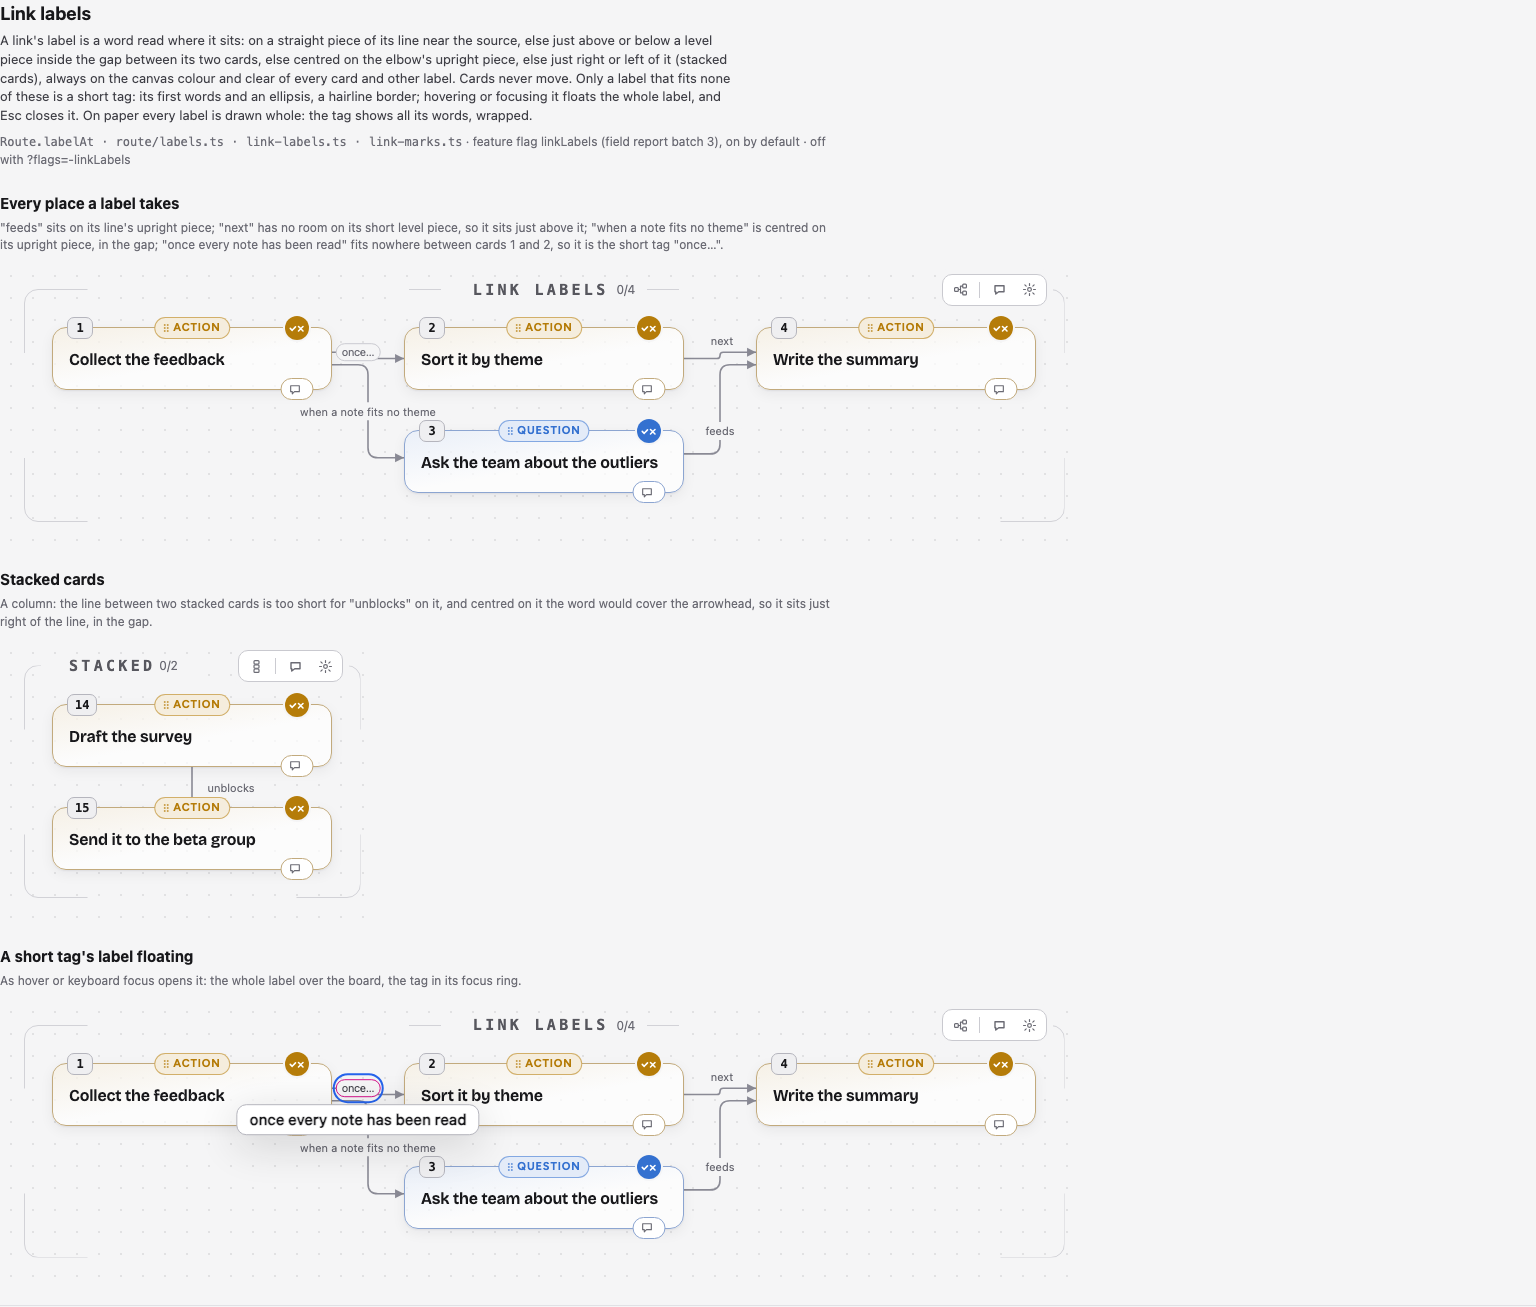 Link labels
A link's label is a word read where it sits: on a straight piece of its line near the source, else just above or below a level
piece inside the gap between its two cards, else centred on the elbow's upright piece, else just right or left of it (stacked
cards), always on the canvas colour and clear of every card and other label. Cards never move. Only a label that fits none
of these is a short tag: its first words and an ellipsis, a hairline border; hovering or focusing it floats the whole label, and
Esc closes it. On paper every label is drawn whole: the tag shows all its words, wrapped.
Route.labelAt · route/labels.ts · link-labels.ts · link-marks.ts · feature flag linkLabels (field report batch 3), on by default · off
with ?flags=-linkLabels
Every place a label takes
"feeds" sits on its line's upright piece; "next" has no room on its short level piece, so it sits just above it; "when a note fits no theme" is centred on
its upright piece, in the gap; "once every note has been read" fits nowhere between cards 1 and 2, so it is the short tag "once…".
LINK LABELS 0/4
1 ACTION
2 ACTION
4 ACTION
Collect the feedback
once…
Sort it by theme
next
Write the summary
when a note fits no theme
3 QUESTION
feeds
Ask the team about the outliers
Stacked cards
A column: the line between two stacked cards is too short for "unblocks" on it, and centred on it the word would cover the arrowhead, so it sits just
right of the line, in the gap.
STACKED 0/2
14 ACTION
Draft the survey
unblocks
15 ACTION
Send it to the beta group
A short tag's label floating
As hover or keyboard focus opens it: the whole label over the board, the tag in its focus ring.
LINK LABELS 0/4
1 ACTION
2 ACTION
4 ACTION
Collect the feedback
once…
Sort it by theme
next
Write the summary
once every note has been read
when a note fits no theme
3 QUESTION
feeds
Ask the team about the outliers